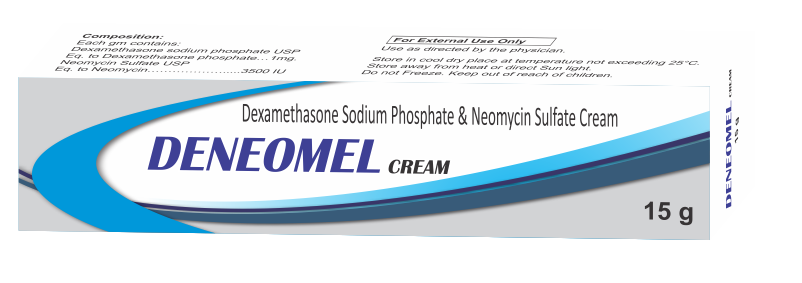 Composition:
Each gm contains:
Dexamethasone sodium phosphate USP
Eq. to Dexamethasone phosphate...1mg.
Neomycin Sulfate USP
Eq. to Neomycin........................3500 IU
For External Use Only
Use as directed by the physician.
Store in cool dry place at temperature not exceeding 25°C.
Store away from heat or direct Sun light.
Do not Freeze. Keep out of reach of children.
Dexamethasone Sodium Phosphate & Neomycin Sulfate Cream
DENEOMEL CREAM
15 g
DENEOMEL CREAM
15 g